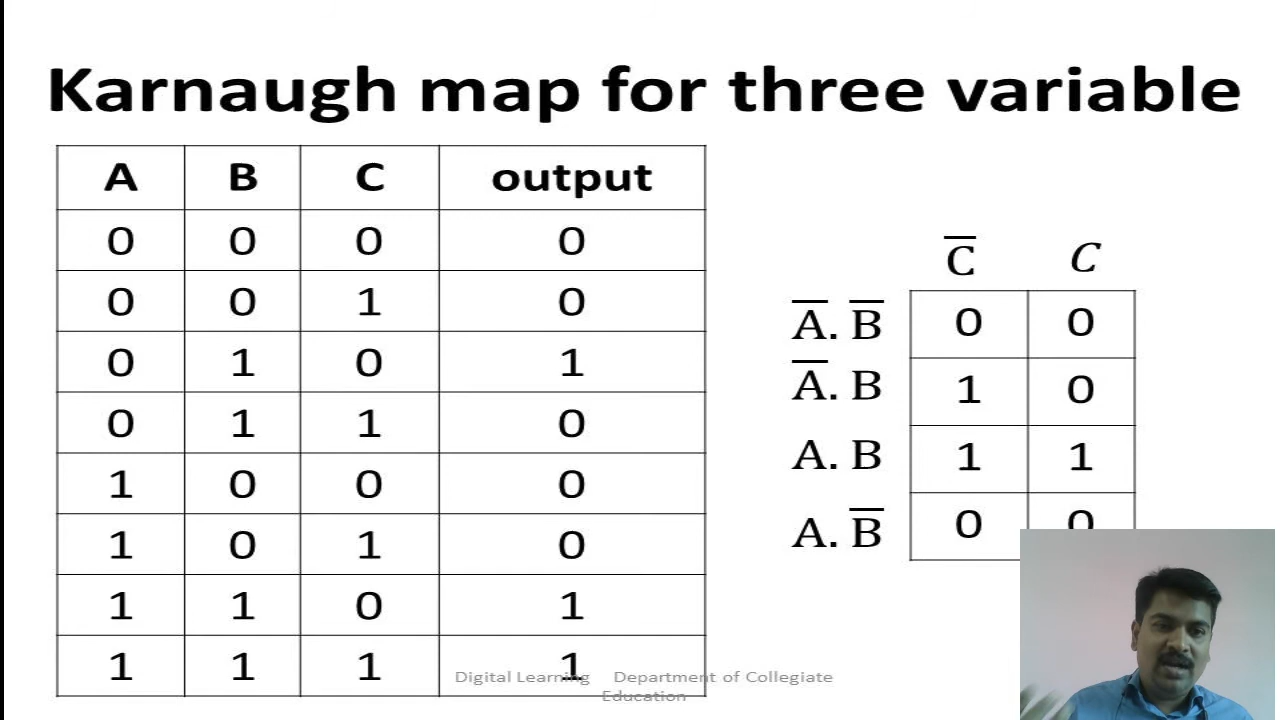 Karnaugh map for three variable
A B C output
0 0 0 0
0 0 1 0
0 1 0 1
0 1 1 0
1 0 0 0
1 0 1 0
1 1 0 1
1 1 1 1
C̅ C
A̅. B̅ 0 0
A̅. B 1 0
A. B 1 1
A. B̅ 0 0
Digital Learning Department of Collegiate
Education